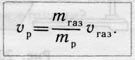 v_р = m_газ / m_р v_газ.